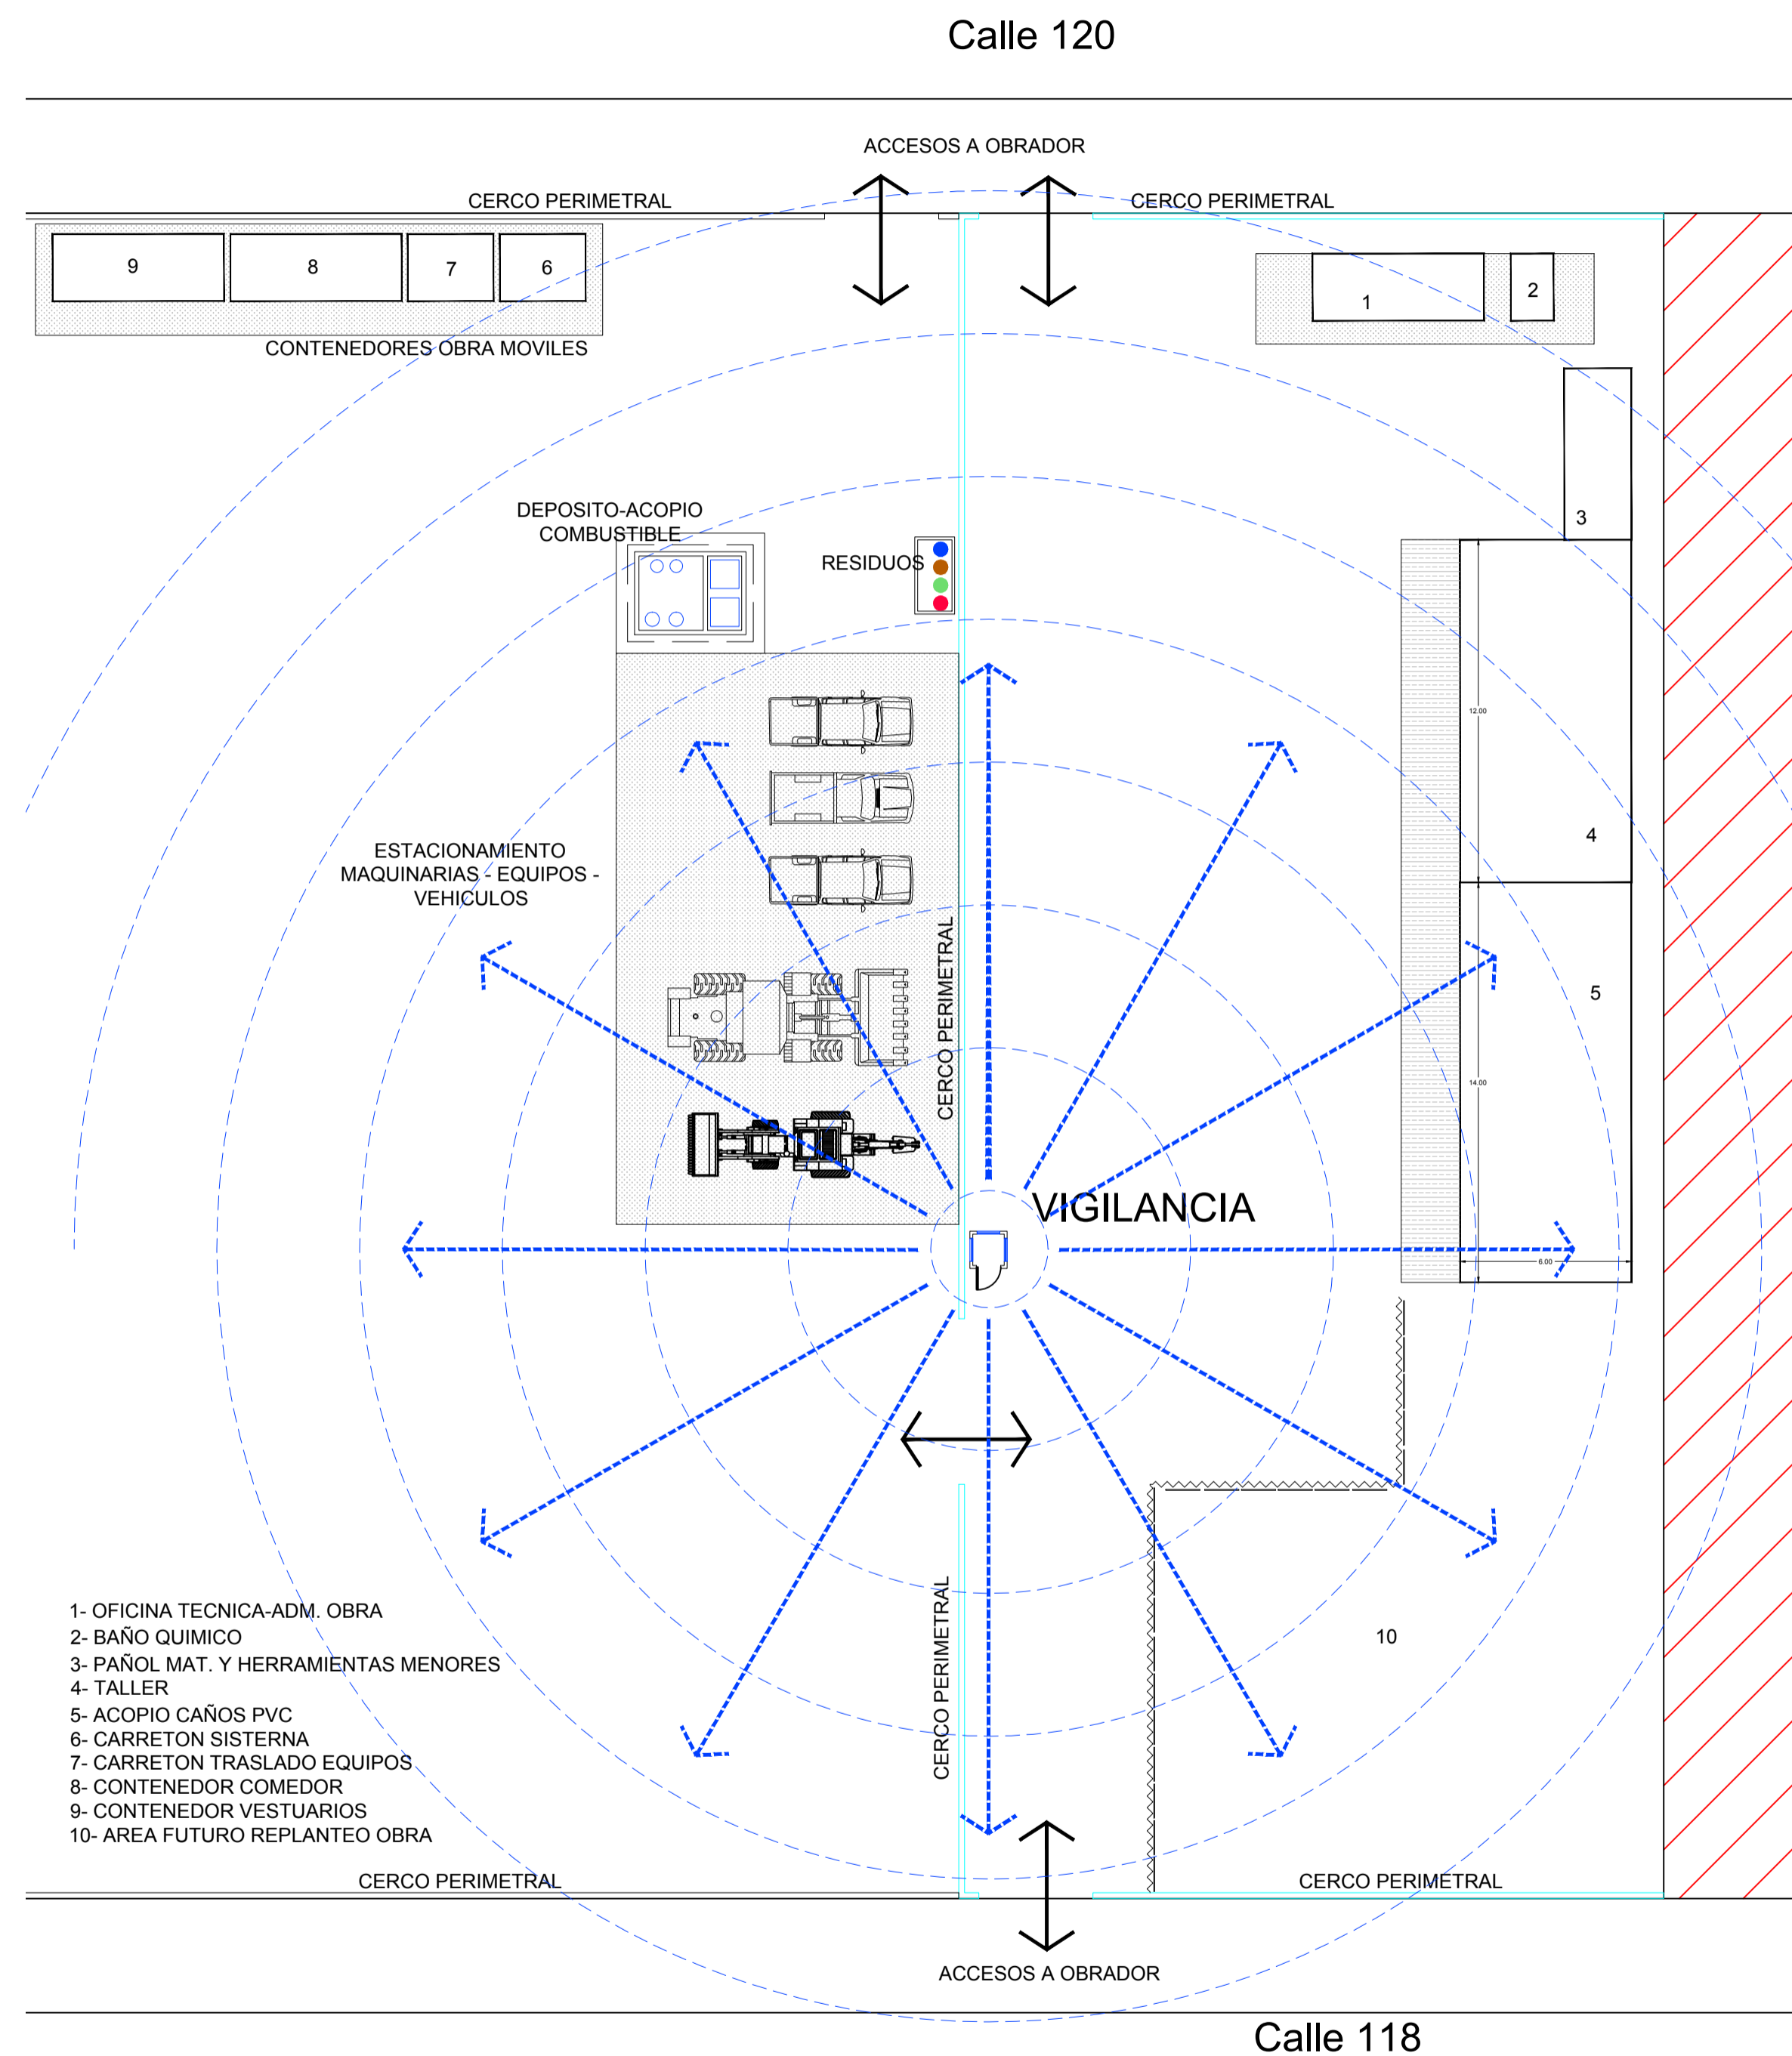 Calle 120
ACCESOS A OBRADOR
CERCO PERIMETRAL
CERCO PERIMETRAL
9
8
7
6
1
2
CONTENEDORES OBRA MOVILES
3
DEPOSITO-ACOPIO
COMBUSTIBLE
RESIDUOS
12.00
4
ESTACIONAMIENTO
MAQUINARIAS - EQUIPOS -
VEHICULOS
CERCO PERIMETRAL
5
14.00
VIGILANCIA
6.00
1- OFICINA TECNICA-ADM. OBRA
2- BAÑO QUIMICO
3- PAÑOL MAT. Y HERRAMIENTAS MENORES
4- TALLER
5- ACOPIO CAÑOS PVC
6- CARRETON SISTERNA
7- CARRETON TRASLADO EQUIPOS
8- CONTENEDOR COMEDOR
9- CONTENEDOR VESTUARIOS
10- AREA FUTURO REPLANTEO OBRA
CERCO PERIMETRAL
10
CERCO PERIMETRAL
CERCO PERIMETRAL
ACCESOS A OBRADOR
Calle 118